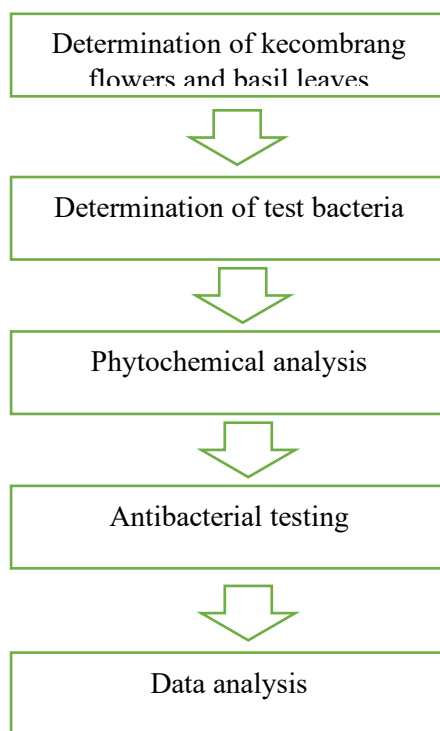 Determination of kecombrang
flowers and basil leaves
Determination of test bacteria
Phytochemical analysis
Antibacterial testing
Data analysis